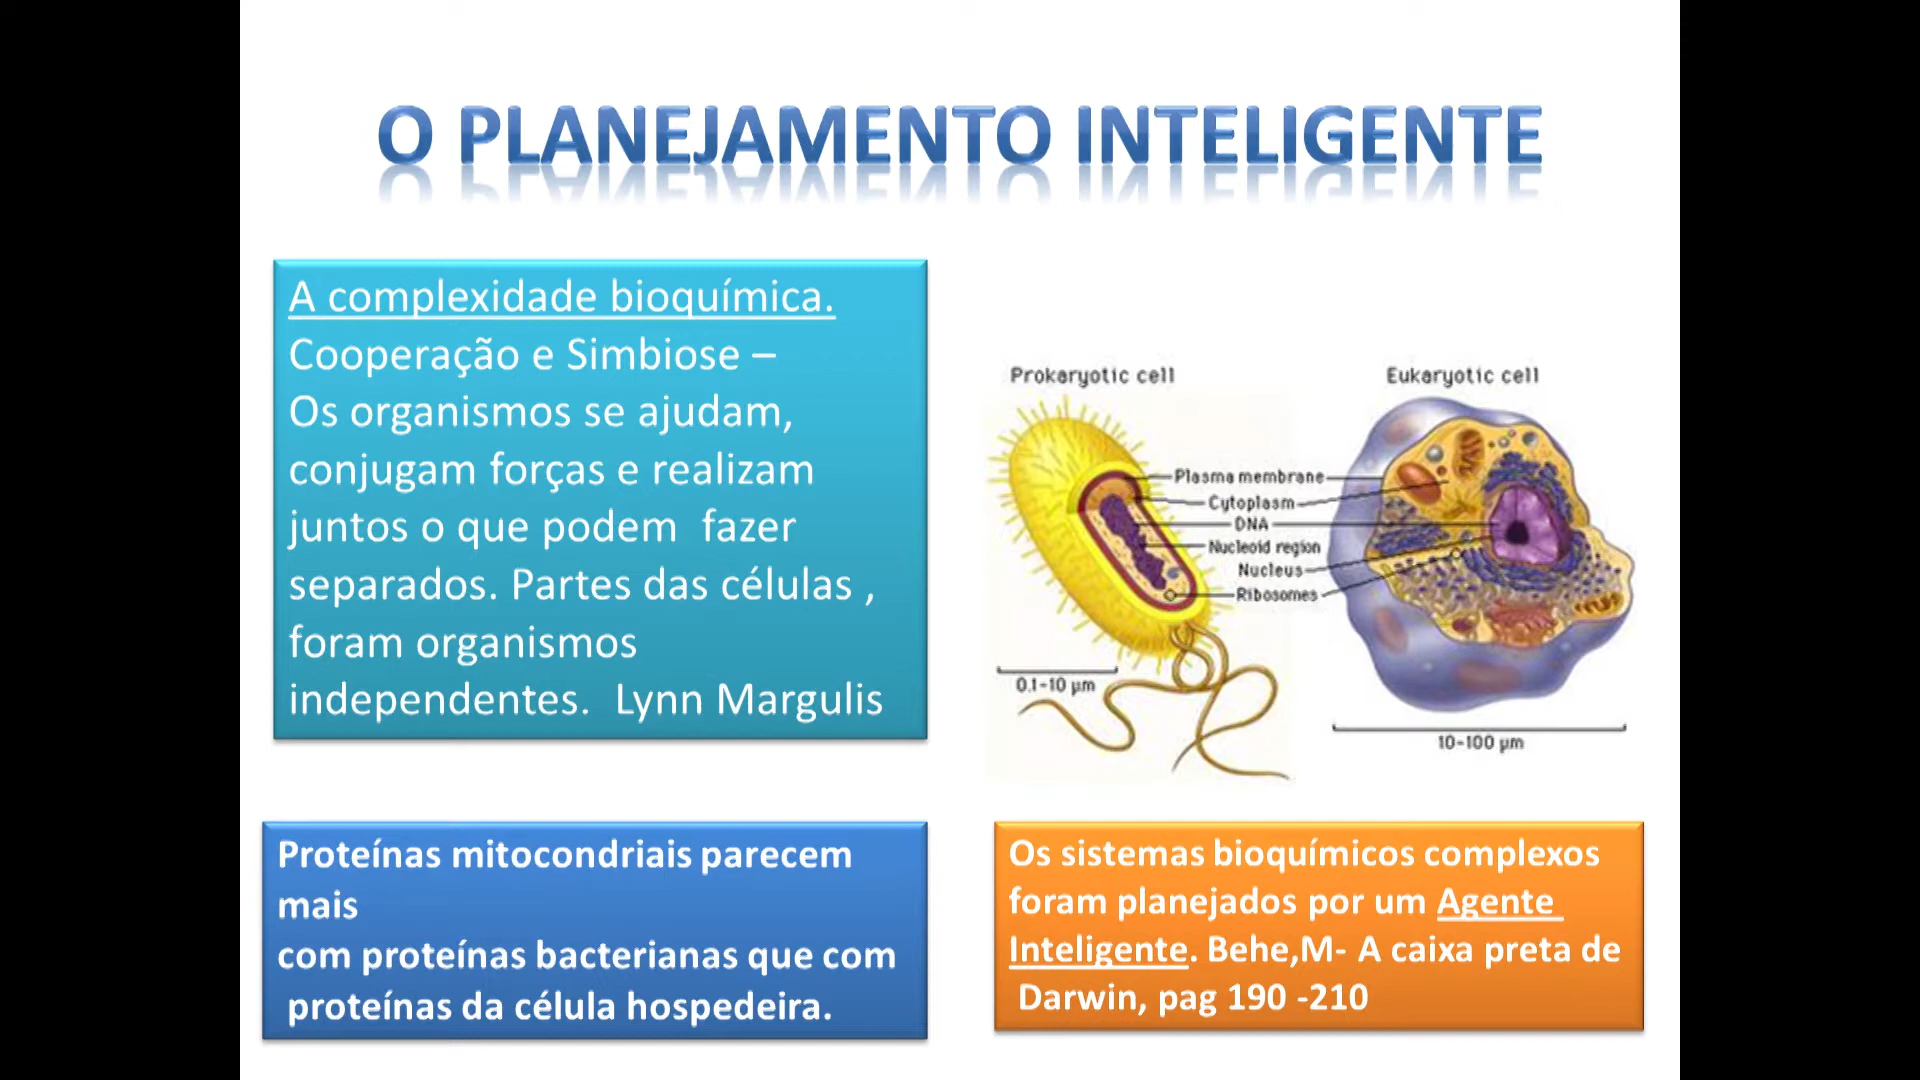 O PLANEJAMENTO INTELIGENTE
A complexidade bioquímica.
Cooperação e Simbiose –
Os organismos se ajudam,
conjugam forças e realizam
juntos o que podem  fazer
separados. Partes das células ,
foram organismos
independentes.  Lynn Margulis
Prokaryotic cell
Eukaryotic cell
Plasma membrane
Cytoplasm
DNA
Nucleoid region
Nucleus
Ribosomes
0.1-10 µm
10-100 µm
Proteínas mitocondriais parecem
mais
com proteínas bacterianas que com
proteínas da célula hospedeira.
Os sistemas bioquímicos complexos
foram planejados por um Agente
Inteligente. Behe,M- A caixa preta de
Darwin, pag 190 -210